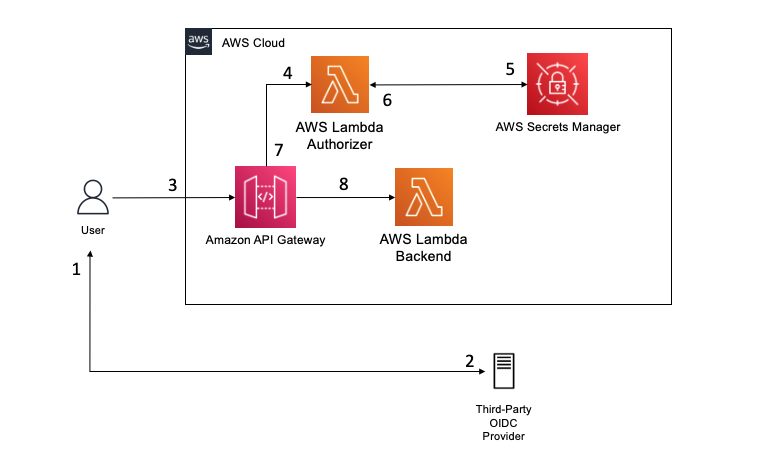 aws
AWS Cloud
4
5
6
AWS Lambda
Authorizer
AWS Secrets Manager
7
3
8
User
Amazon API Gateway
</>
AWS Lambda
Backend
1
2
Third-Party
OIDC
Provider